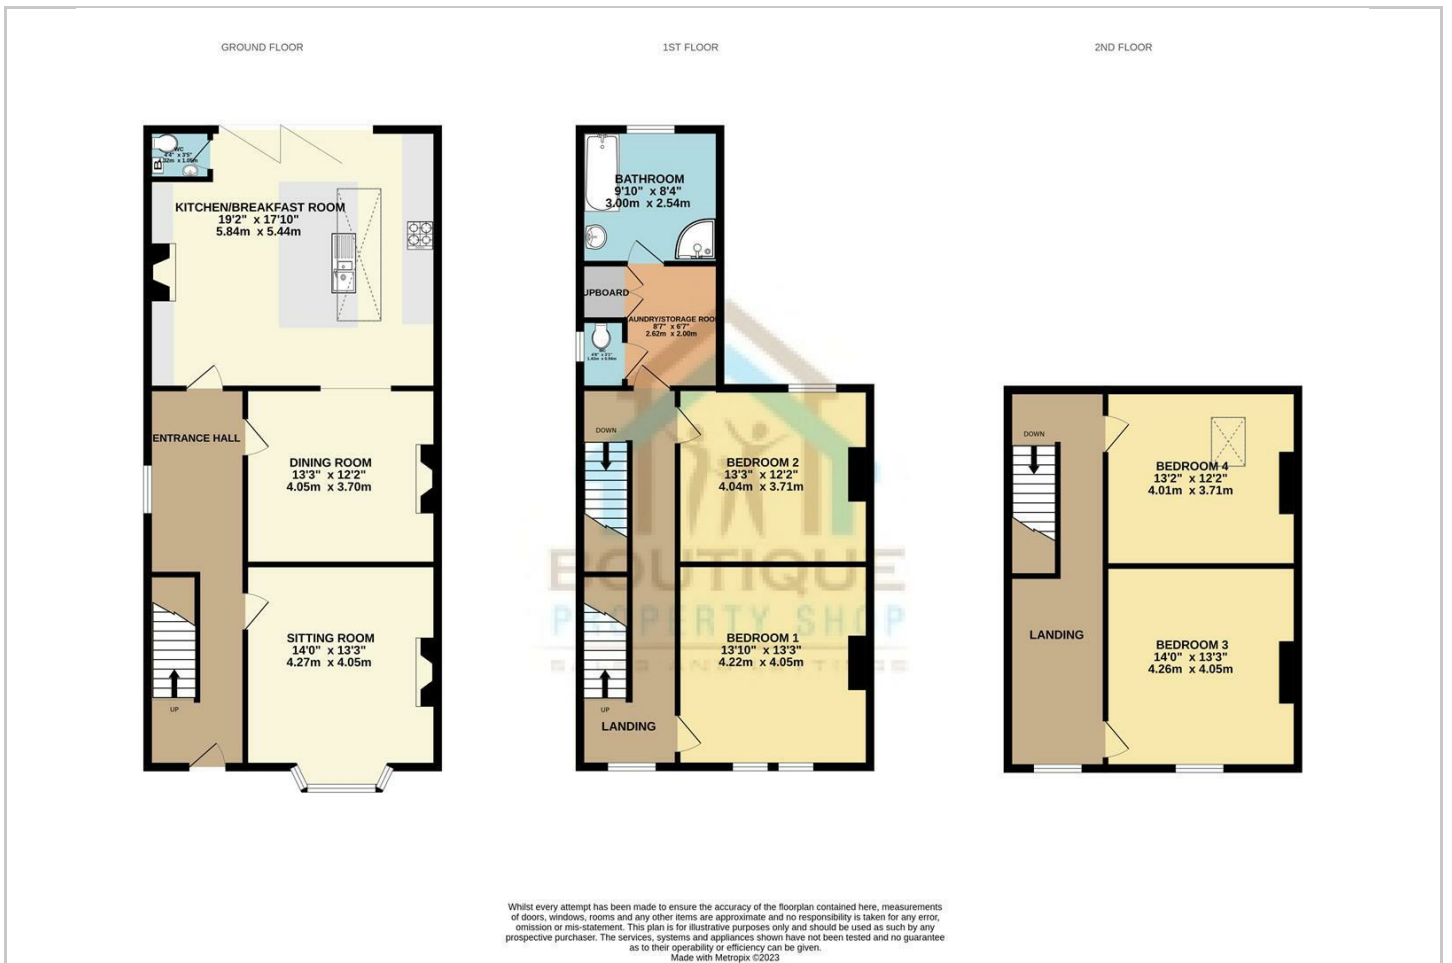 GROUND FLOOR
1ST FLOOR
2ND FLOOR
WC
4'4" x 3'5"
B
KITCHEN/BREAKFAST ROOM
19'2" x 17'10"
5.84m x 5.44m
ENTRANCE HALL
DINING ROOM
13'3" x 12'2"
4.05m x 3.70m
SITTING ROOM
14'0" x 13'3"
4.27m x 4.05m
UP
BATHROOM
9'10" x 8'4"
3.00m x 2.54m
UPBOARD
AUNDRY/STORAGE ROO
8'7" x 6'7"
2.62m x 2.00m
WC
DOWN
BEDROOM 2
13'3" x 12'2"
4.04m x 3.71m
BEDROOM 1
13'10" x 13'3"
4.22m x 4.05m
UP
LANDING
BOUTIQUE
PROPERTY SHOP
SALES AND LETTINGS
DOWN
BEDROOM 4
13'2" x 12'2"
4.01m x 3.71m
LANDING
BEDROOM 3
14'0" x 13'3"
4.26m x 4.05m
Whilst every attempt has been made to ensure the accuracy of the floorplan contained here, measurements
of doors, windows, rooms and any other items are approximate and no responsibility is taken for any error,
omission or mis-statement. This plan is for illustrative purposes only and should be used as such by any
prospective purchaser. The services, systems and appliances shown have not been tested and no guarantee
as to their operability or efficiency can be given.
Made with Metropix ©2023